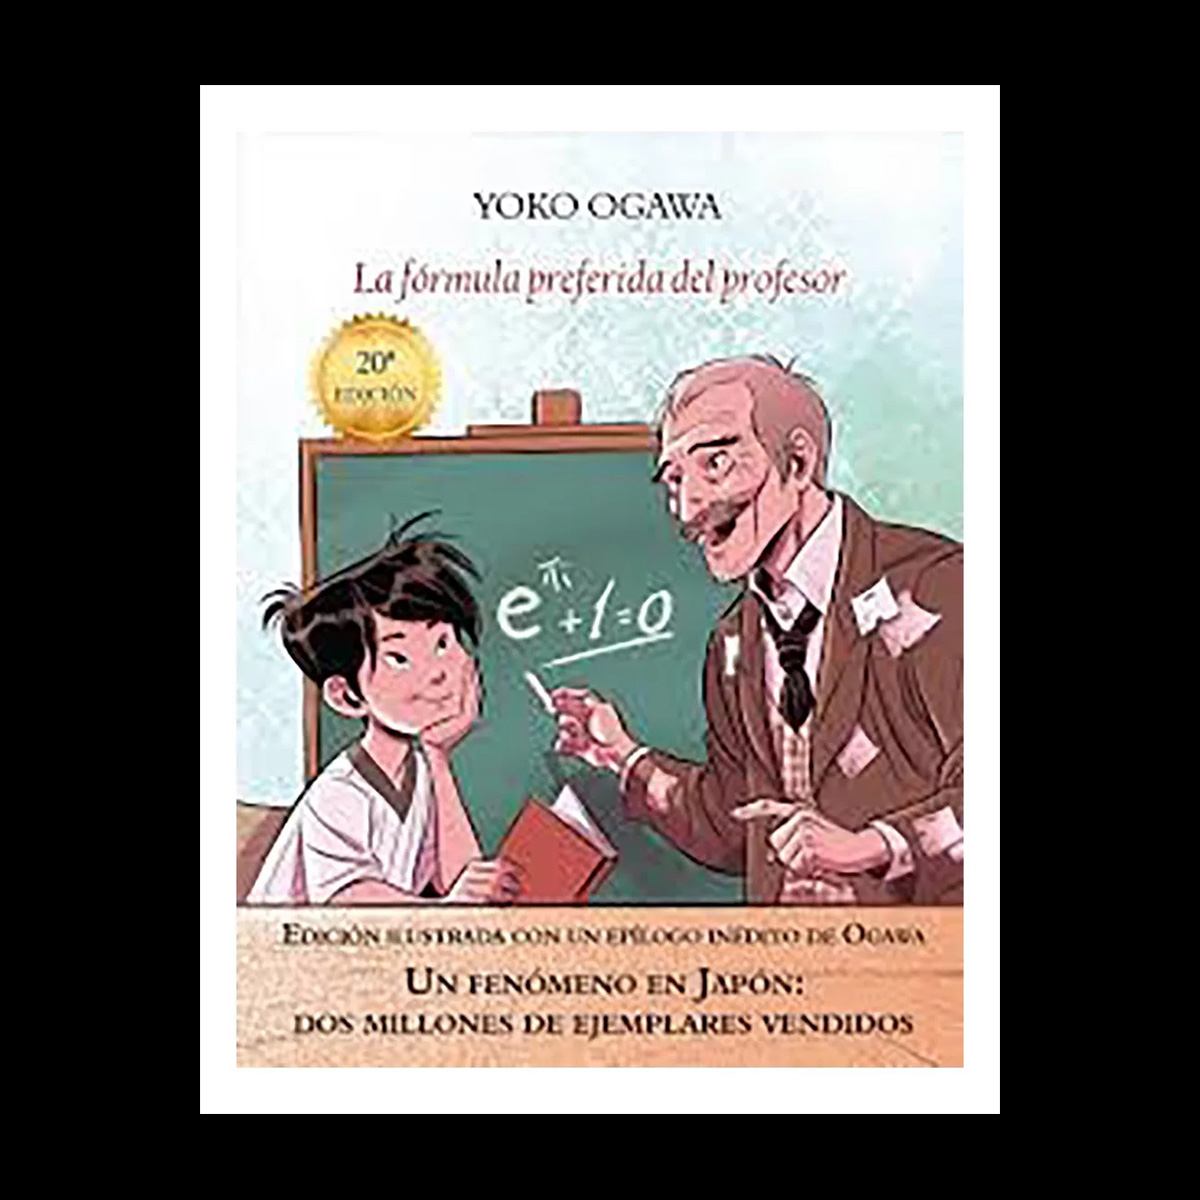 YOKO OGAWA
La fórmula preferida del profesor
20ª
EDICIÓN
e^πi +1=0
EDICIÓN ILUSTRADA CON UN EPÍLOGO INÉDITO DE OGAWA
UN FENÓMENO EN JAPÓN:
DOS MILLONES DE EJEMPLARES VENDIDOS